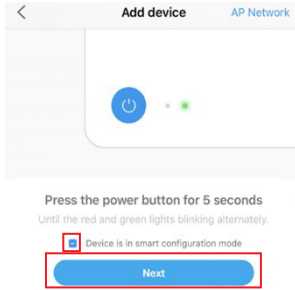 Add device AP Network
Press the power button for 5 seconds
Until the red and green lights blinking alternately.
Device is in smart configuration mode
Next